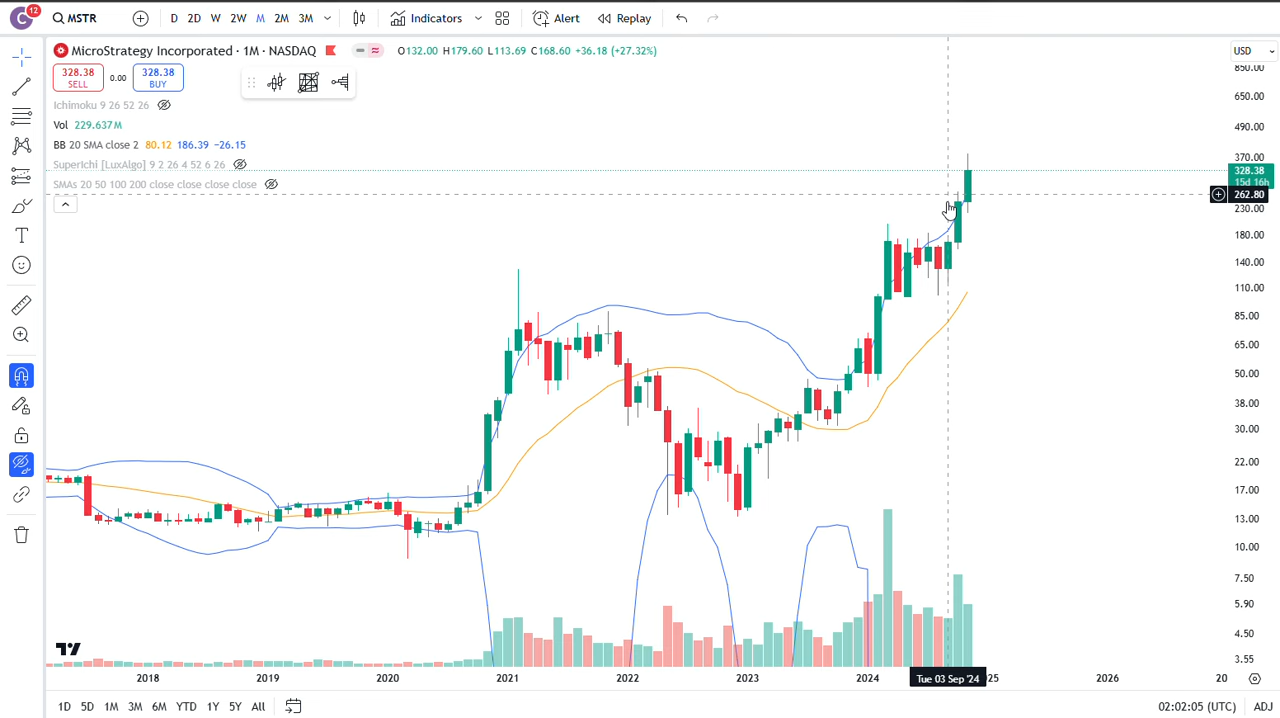 C 12 MSTR D 2D W 2W M 2M 3M Indicators Alert Replay
MicroStrategy Incorporated · 1M · NASDAQ O132.00 H179.60 L113.69 C168.60 +36.18 (+27.32%) USD
328.38 SELL 0.00 328.38 BUY
Ichimoku 9 26 52 26
Vol 229.637M
BB 20 SMA close 2 80.12 186.39 −26.15
SuperIchi [LuxAlgo] 9 2 26 4 52 6 26
SMAs 20 50 100 200 close close close close
850.00
650.00
490.00
370.00
328.38
15d 16h
262.80
230.00
180.00
140.00
110.00
85.00
65.00
50.00
38.00
30.00
22.00
17.00
13.00
10.00
7.50
5.90
4.50
3.55
2018 2019 2020 2021 2022 2023 2024 Tue 03 Sep '24 25 2026 20
1D 5D 1M 3M 6M YTD 1Y 5Y All 02:02:05 (UTC) ADJ